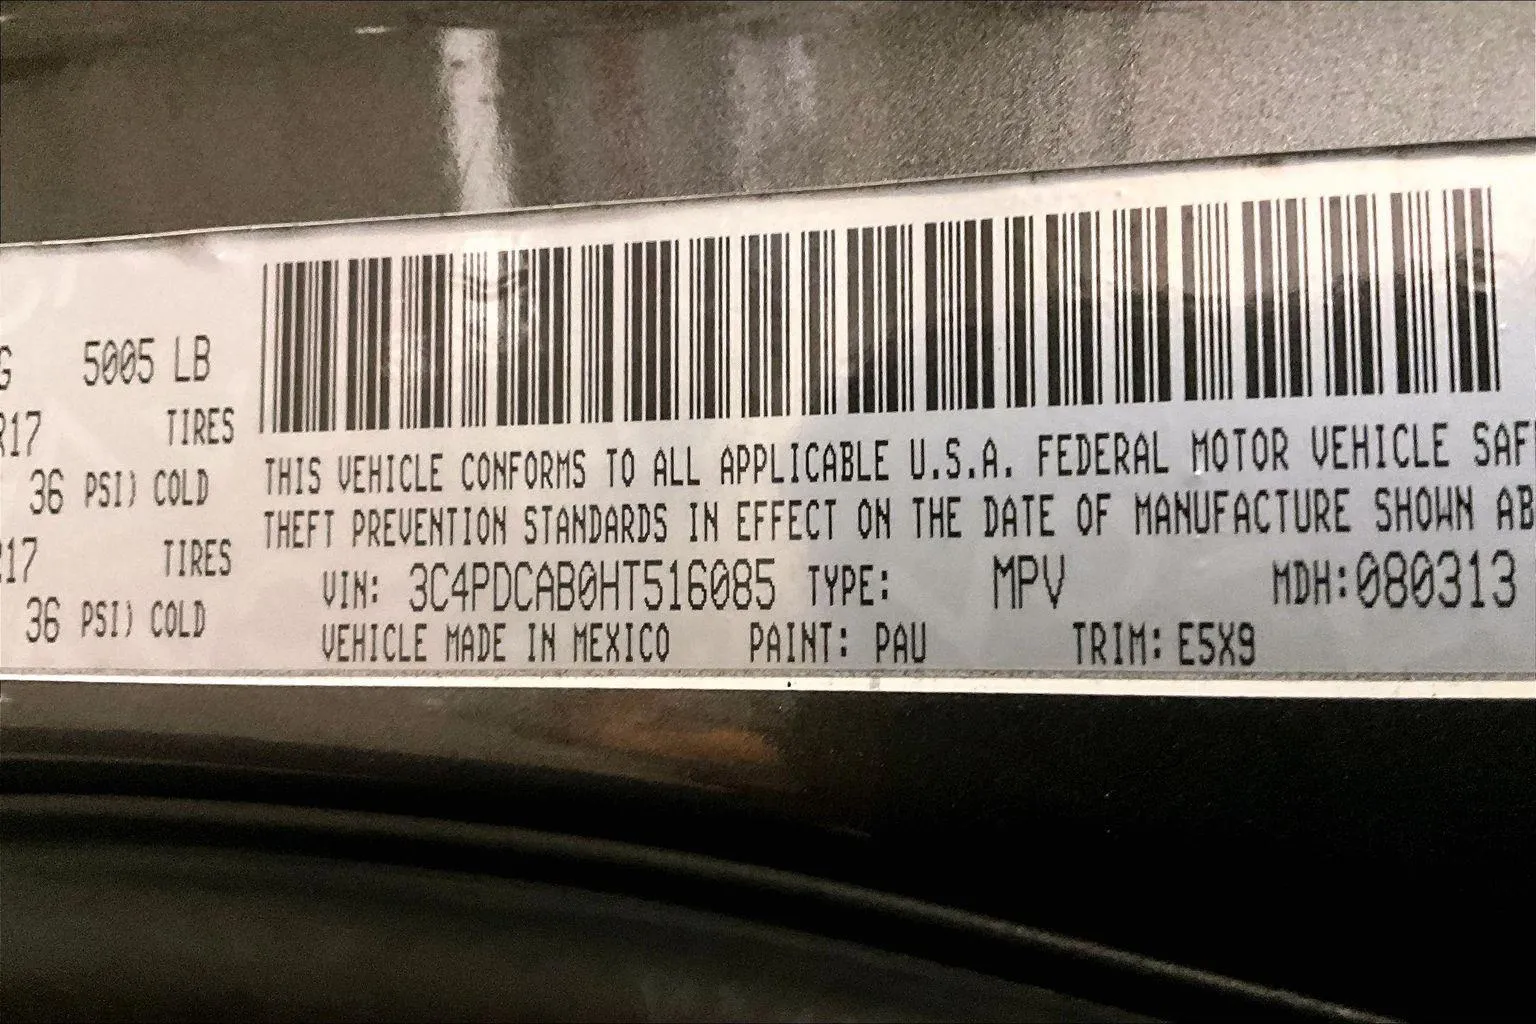 G 5005 LB
R17 TIRES
36 PSI) COLD
R17 TIRES
36 PSI) COLD
THIS VEHICLE CONFORMS TO ALL APPLICABLE U.S.A. FEDERAL MOTOR VEHICLE SAF
THEFT PREVENTION STANDARDS IN EFFECT ON THE DATE OF MANUFACTURE SHOWN AB
VIN: 3C4PDCAB0HT516085 TYPE: MPV MDH:080313
VEHICLE MADE IN MEXICO PAINT: PAU TRIM: E5X9